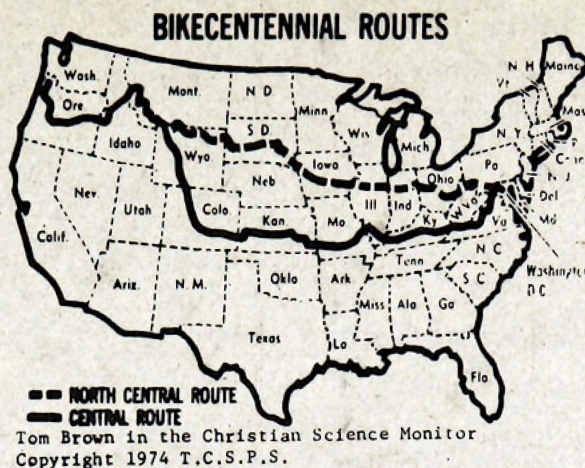 BIKECENTENNIAL ROUTES
Wash.
Mont.
N D
Minn
N H
Maine
Vt
Ore
Idaho
S D
Wis
Mich
N Y
Mas
Wyo.
Iowa
Pa
N J
Neb
Ohio
Del
Nev.
Utah
Colo.
Ill
Ind
W Va
Md
Calif.
Kan.
Mo
Ky
Va
Washington
D C
Ariz.
N.M.
Okla
Ark
Tenn
N C
S C
Miss
Ala
Ga
Texas
La
Fla
NORTH CENTRAL ROUTE
CENTRAL ROUTE
Tom Brown in the Christian Science Monitor
Copyright 1974 T.C.S.P.S.